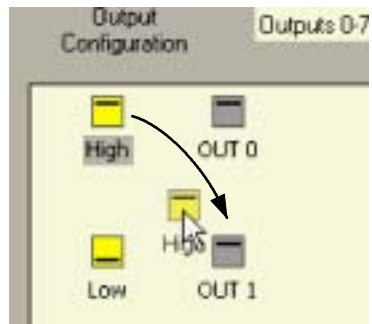 Output
Configuration
Outputs 0-7
High
OUT 0
High
Low
OUT 1